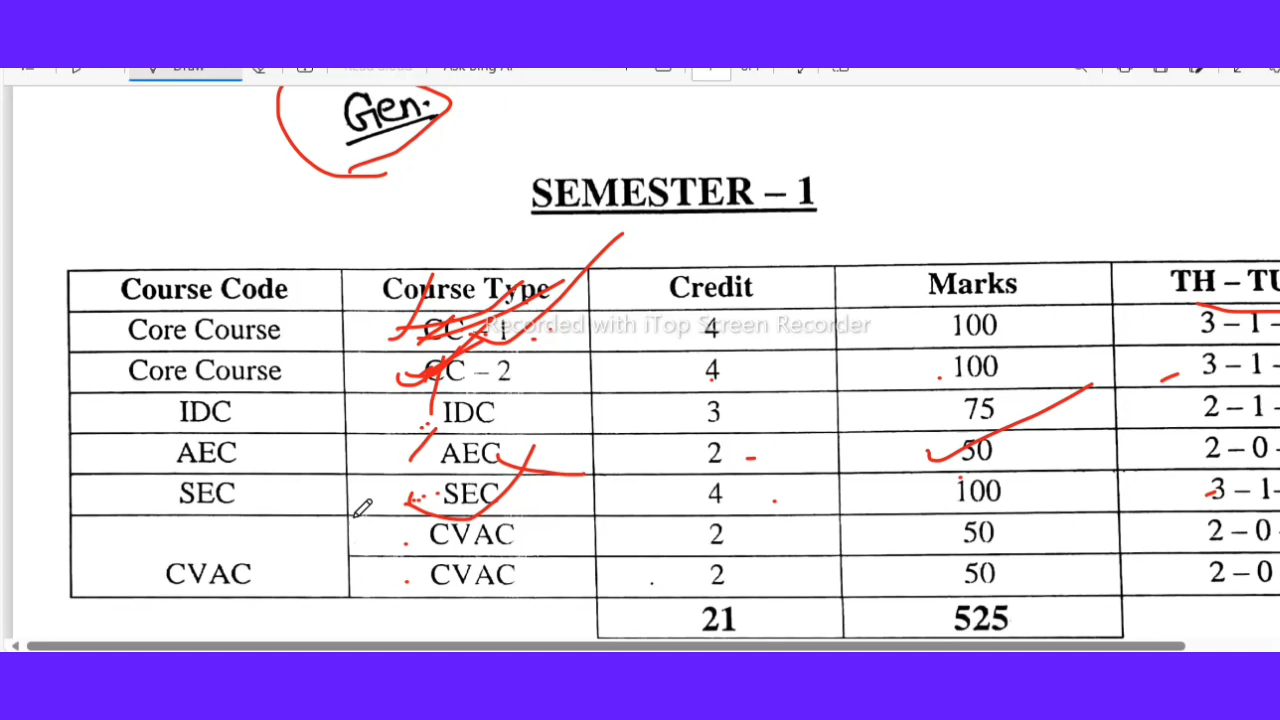 Gen.
SEMESTER – 1
Course Code Course Type Credit Marks TH – TU
Recorded with iTop Screen Recorder
Core Course CC – 1 4 100 3 – 1 –
Core Course CC – 2 4 100 3 – 1 –
IDC IDC 3 75 2 – 1 –
AEC AEC 2 50 2 – 0 –
SEC SEC 4 100 3 – 1 –
CVAC 2 50 2 – 0
CVAC CVAC 2 50 2 – 0
21 525